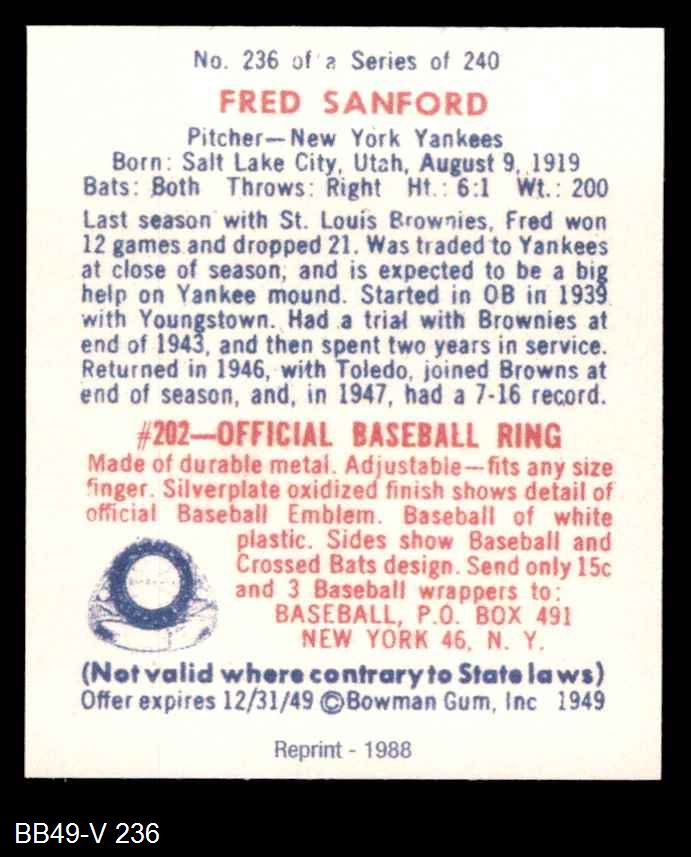 No. 236 of a Series of 240
FRED SANFORD
Pitcher—New York Yankees
Born: Salt Lake City, Utah, August 9, 1919
Bats: Both Throws: Right Ht.: 6:1 Wt.: 200
Last season with St. Louis Brownies, Fred won
12 games and dropped 21. Was traded to Yankees
at close of season, and is expected to be a big
help on Yankee mound. Started in OB in 1939
with Youngstown. Had a trial with Brownies at
end of 1943, and then spent two years in service.
Returned in 1946, with Toledo, joined Browns at
end of season, and, in 1947, had a 7-16 record.
#202—OFFICIAL BASEBALL RING
Made of durable metal. Adjustable—fits any size
finger. Silverplate oxidized finish shows detail of
official Baseball Emblem. Baseball of white
plastic. Sides show Baseball and
Crossed Bats design. Send only 15c
and 3 Baseball wrappers to:
BASEBALL, P.O. BOX 491
NEW YORK 46, N. Y.
(Not valid where contrary to State laws)
Offer expires 12/31/49 ©Bowman Gum, Inc 1949
Reprint - 1988
BB49-V 236